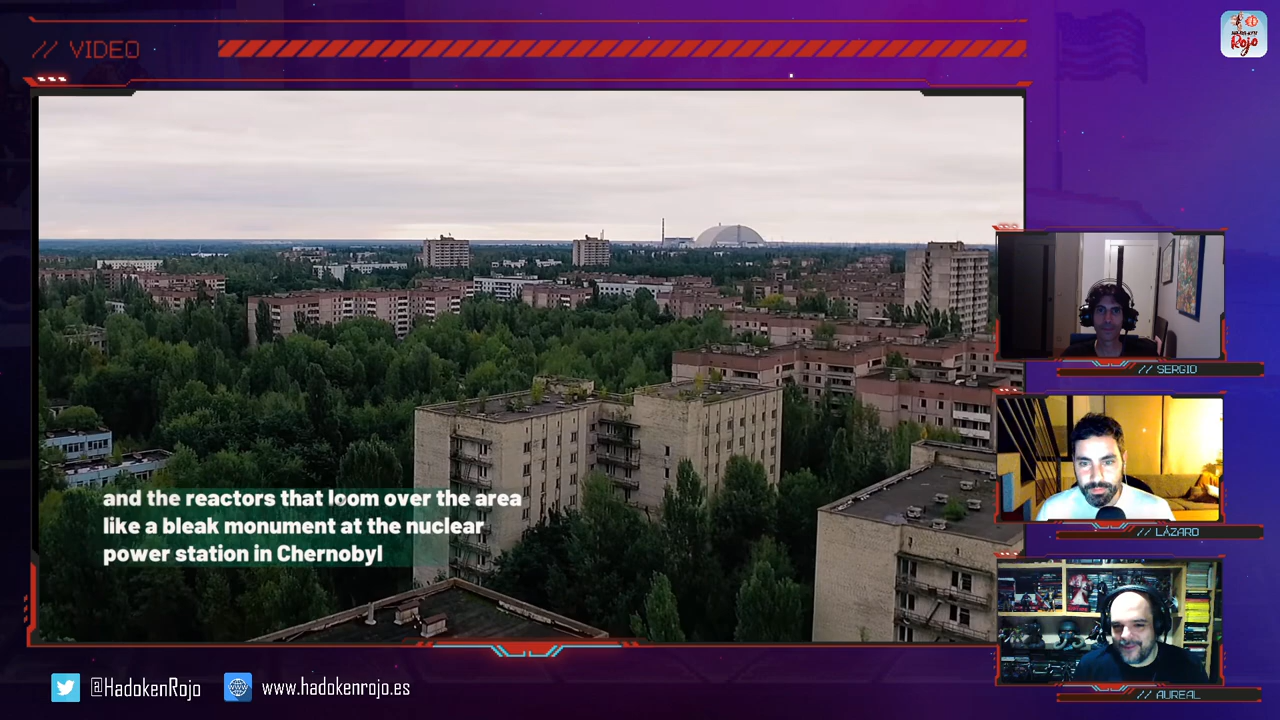 // VIDEO
Rojo
and the reactors that loom over the area
like a bleak monument at the nuclear
power station in Chernobyl
// SERGIO
// LÁZARO
// AUREAL
@HadokenRojo
www.hadokenrojo.es